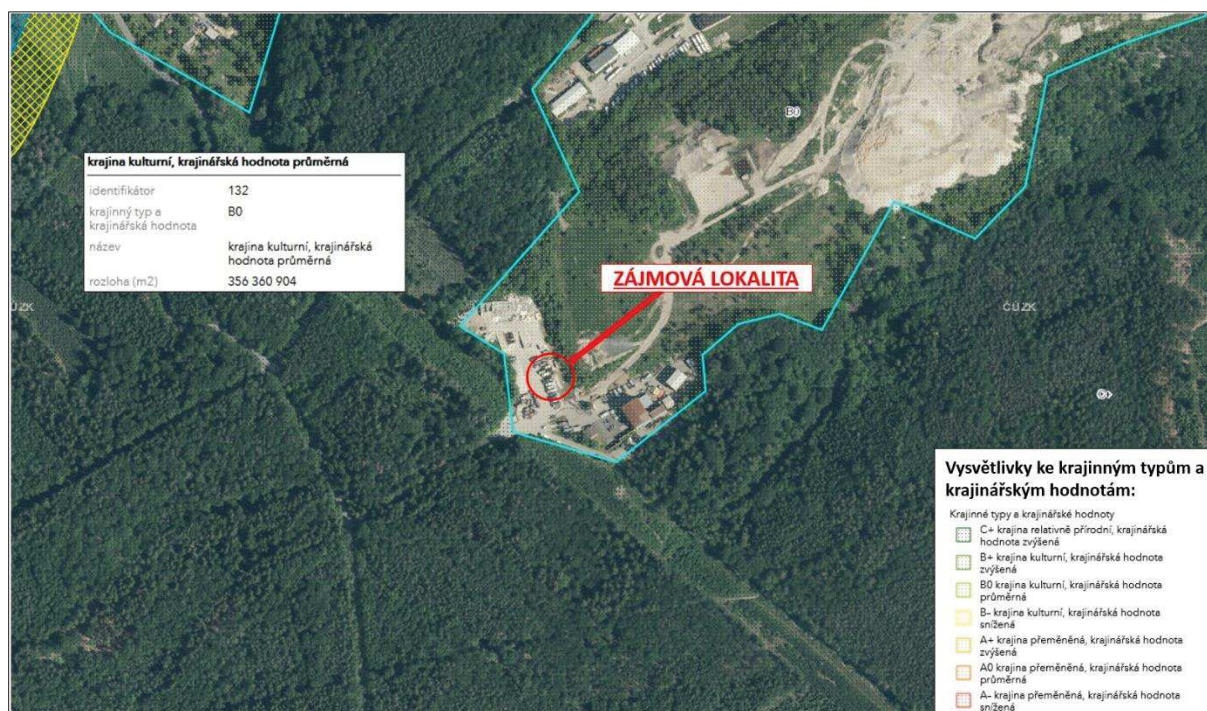 B0
krajina kulturní, krajinářská hodnota průměrná
identifikátor 132
krajinný typ a
krajinářská hodnota B0
název krajina kulturní, krajinářská
hodnota průměrná
rozloha (m2) 356 360 904
ZÁJMOVÁ LOKALITA
ÚZK
ČÚZK
Vysvětlivky ke krajinným typům a
krajinářským hodnotám:
Krajinné typy a krajinářské hodnoty
C+ krajina relativně přírodní, krajinářská
hodnota zvýšená
B+ krajina kulturní, krajinářská hodnota
zvýšená
B0 krajina kulturní, krajinářská hodnota
průměrná
B- krajina kulturní, krajinářská hodnota
snížená
A+ krajina přeměněná, krajinářská hodnota
zvýšená
A0 krajina přeměněná, krajinářská hodnota
průměrná
A- krajina přeměněná, krajinářská hodnota
snížená